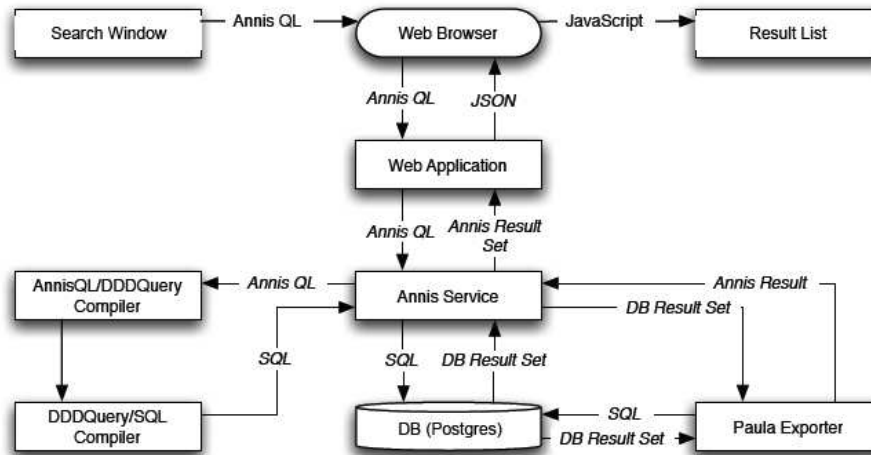 Search Window
Annis QL
Web Browser
JavaScript
Result List
Annis QL
JSON
Web Application
Annis QL
Annis Result
Set
AnnisQL/DDDQuery
Compiler
Annis QL
Annis Service
Annis Result
DB Result Set
SQL
SQL
DB Result Set
DDDQuery/SQL
Compiler
DB (Postgres)
SQL
DB Result Set
Paula Exporter